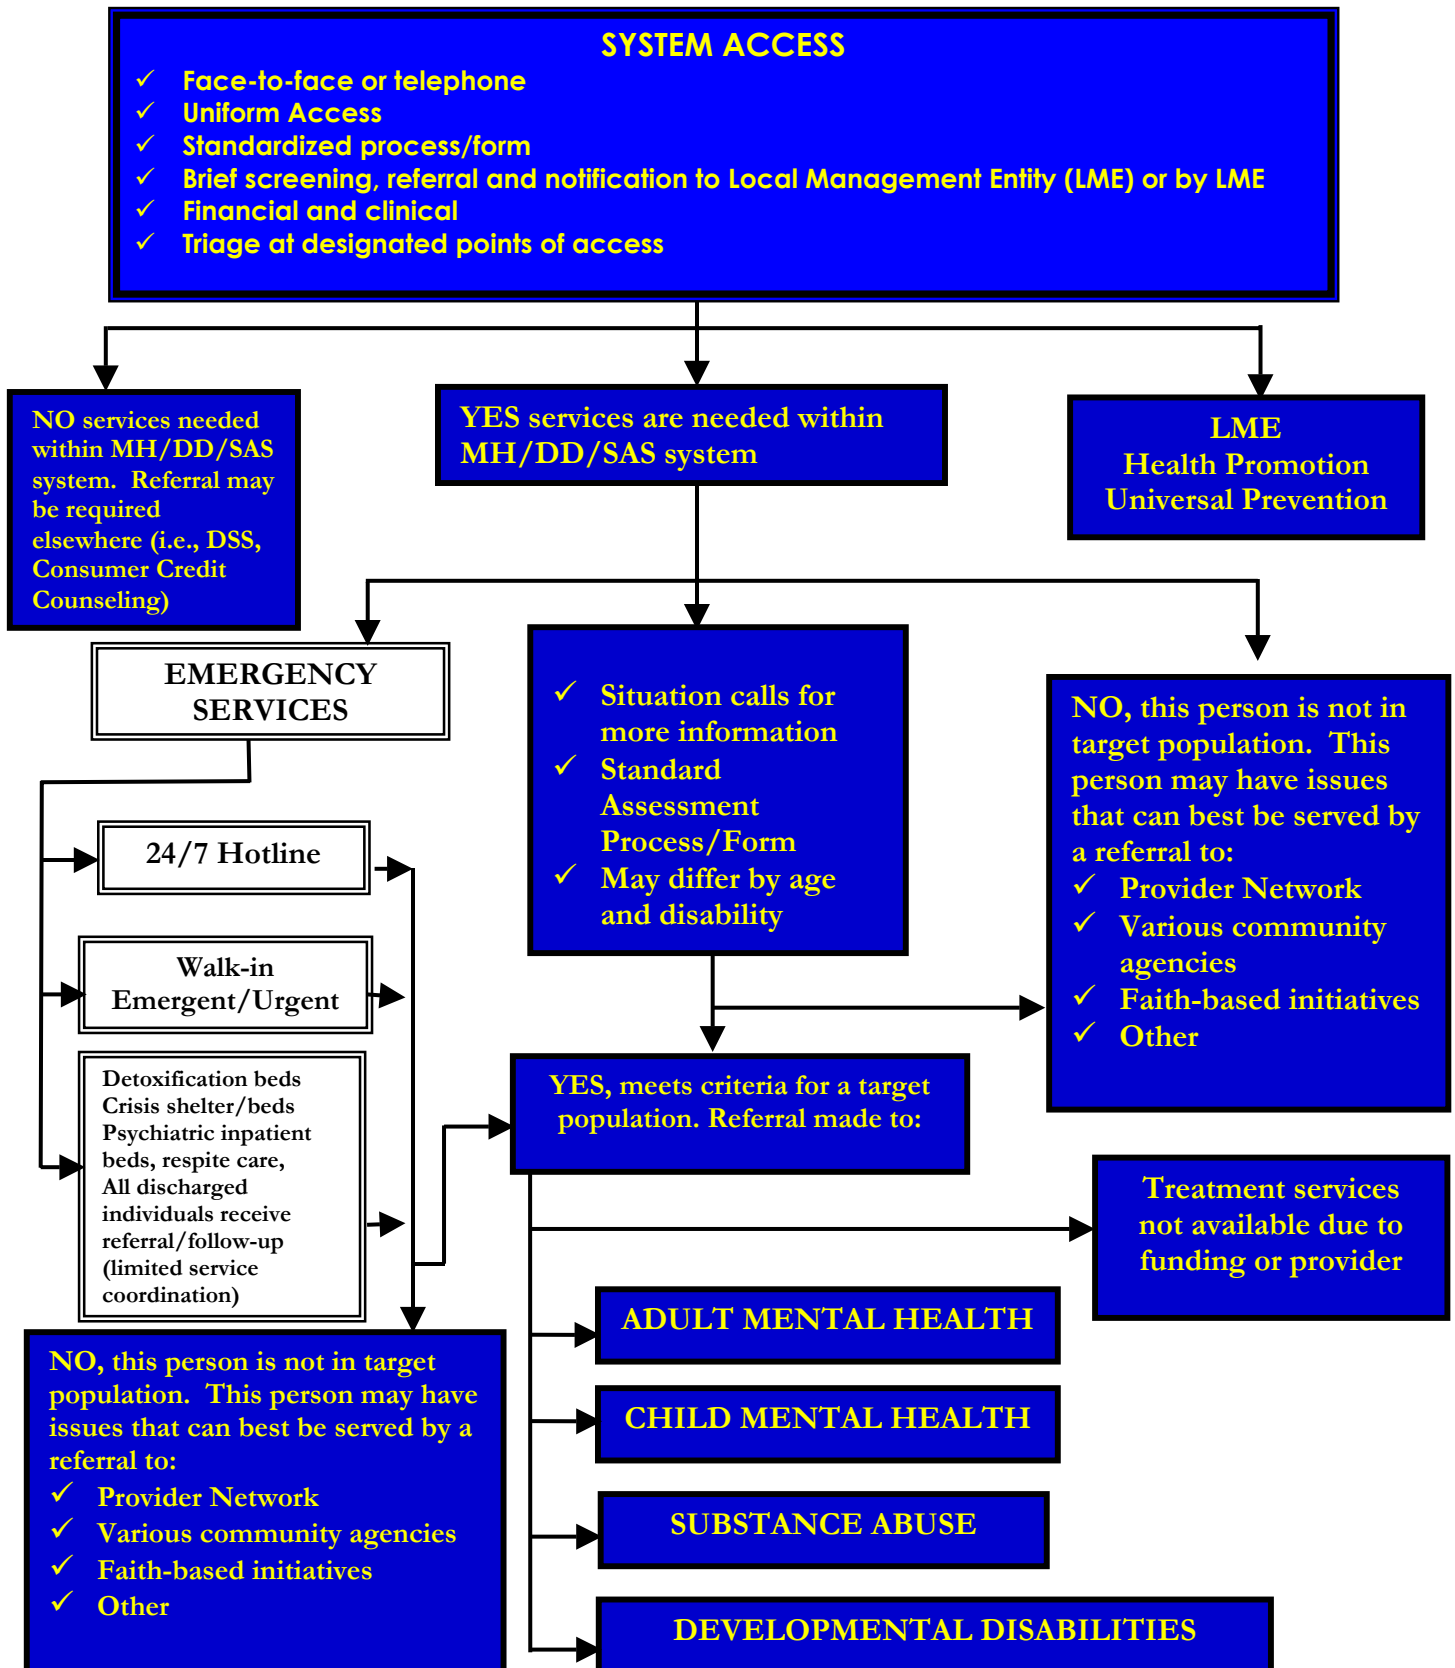 SYSTEM ACCESS
✓ Face-to-face or telephone
✓ Uniform Access
✓ Standardized process/form
✓ Brief screening, referral and notification to Local Management Entity (LME) or by LME
✓ Financial and clinical
✓ Triage at designated points of access
NO services needed
within MH/DD/SAS
system. Referral may
be required
elsewhere (i.e., DSS,
Consumer Credit
Counseling)
YES services are needed within
MH/DD/SAS system
LME
Health Promotion
Universal Prevention
EMERGENCY
SERVICES
24/7 Hotline
Walk-in
Emergent/Urgent
Detoxification beds
Crisis shelter/beds
Psychiatric inpatient
beds, respite care,
All discharged
individuals receive
referral/follow-up
(limited service
coordination)
✓ Situation calls for
more information
✓ Standard
Assessment
Process/Form
✓ May differ by age
and disability
NO, this person is not in
target population. This
person may have issues
that can best be served by
a referral to:
✓ Provider Network
✓ Various community
agencies
✓ Faith-based initiatives
✓ Other
YES, meets criteria for a target
population. Referral made to:
Treatment services
not available due to
funding or provider
ADULT MENTAL HEALTH
CHILD MENTAL HEALTH
SUBSTANCE ABUSE
DEVELOPMENTAL DISABILITIES
NO, this person is not in target
population. This person may have
issues that can best be served by a
referral to:
✓ Provider Network
✓ Various community agencies
✓ Faith-based initiatives
✓ Other